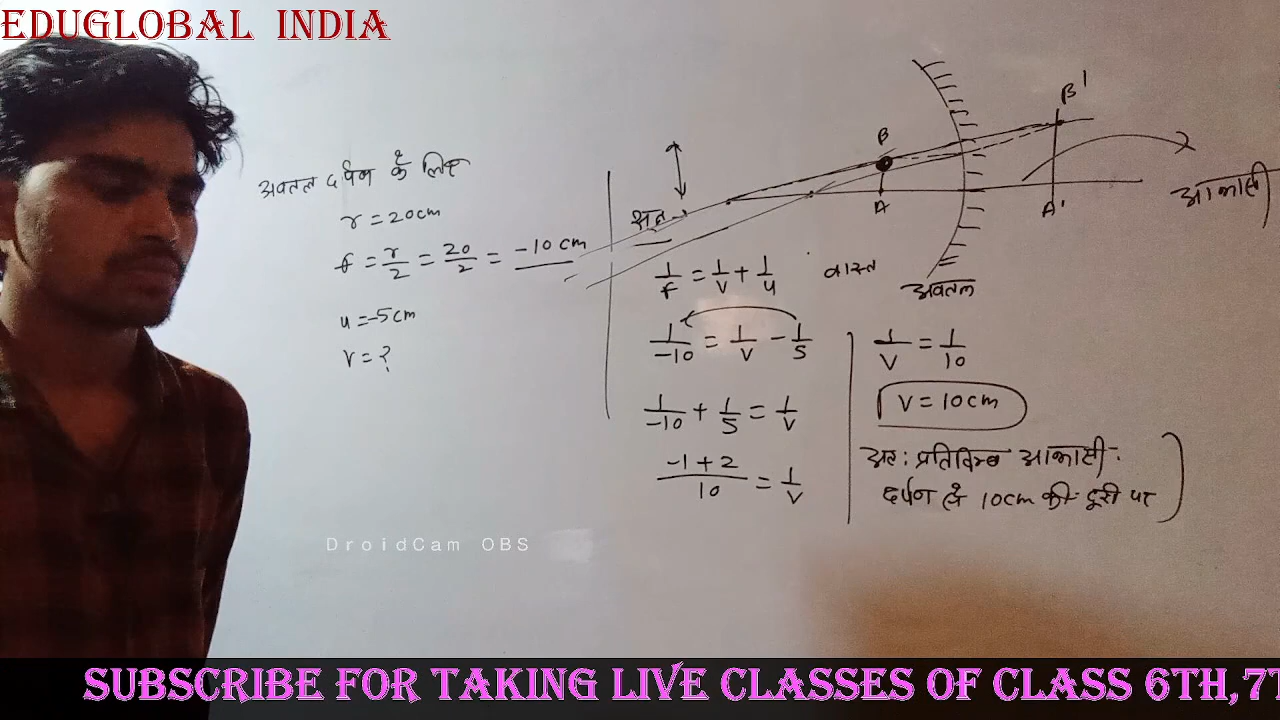 EDUGLOBAL INDIA
अवतल दर्पण के लिए
r = 20cm
f = r/2 = 20/2 = -10 cm
u = -5cm
v = ?
B
A
B'
A'
अवतल
1/f = 1/v + 1/u
वास्त
1/-10 = 1/v - 1/5
1/-10 + 1/5 = 1/v
-1+2/10 = 1/v
1/v = 1/10
v = 10cm
अतः प्रतिबिम्ब आभासी
दर्पण से 10cm की दूरी पर
आभासी
DroidCam OBS
SUBSCRIBE FOR TAKING LIVE CLASSES OF CLASS 6TH,7T